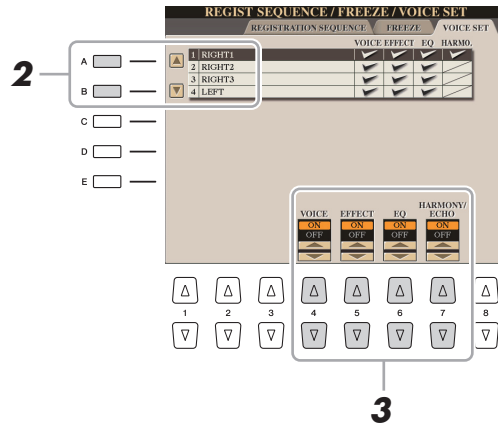 REGIST SEQUENCE / FREEZE / VOICE SET
REGISTRATION SEQUENCE FREEZE VOICE SET
VOICE EFFECT EQ HARMO.
2
A
B
C
D
E
1 RIGHT1
2 RIGHT2
3 RIGHT3
4 LEFT
VOICE EFFECT EQ HARMONY/ECHO
ON ON ON ON
OFF OFF OFF OFF
1 2 3 4 5 6 7 8
3